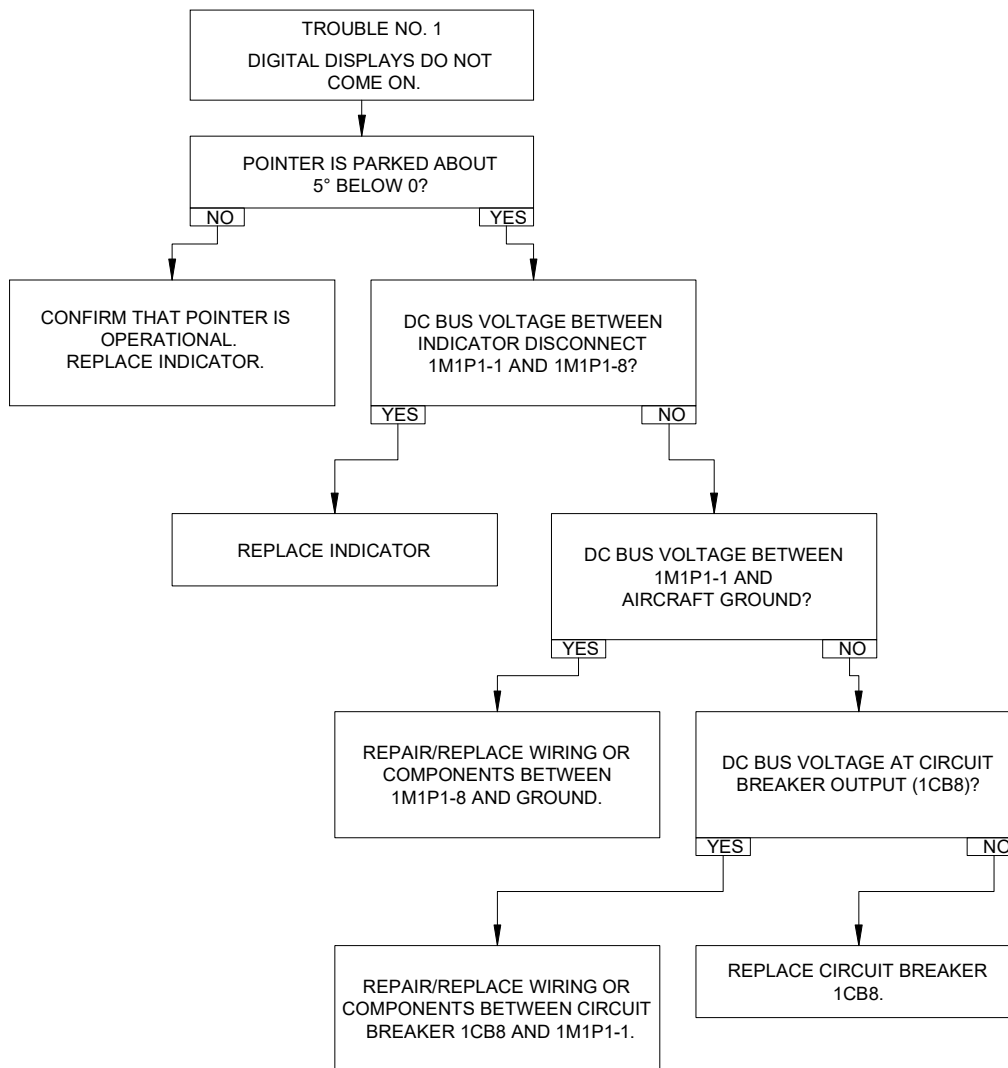 TROUBLE NO. 1
DIGITAL DISPLAYS DO NOT
COME ON.
POINTER IS PARKED ABOUT
5° BELOW 0?
NO
YES
CONFIRM THAT POINTER IS
OPERATIONAL.
REPLACE INDICATOR.
DC BUS VOLTAGE BETWEEN
INDICATOR DISCONNECT
1M1P1-1 AND 1M1P1-8?
YES
NO
REPLACE INDICATOR
DC BUS VOLTAGE BETWEEN
1M1P1-1 AND
AIRCRAFT GROUND?
YES
NO
REPAIR/REPLACE WIRING OR
COMPONENTS BETWEEN
1M1P1-8 AND GROUND.
DC BUS VOLTAGE AT CIRCUIT
BREAKER OUTPUT (1CB8)?
YES
NO
REPAIR/REPLACE WIRING OR
COMPONENTS BETWEEN CIRCUIT
BREAKER 1CB8 AND 1M1P1-1.
REPLACE CIRCUIT BREAKER
1CB8.